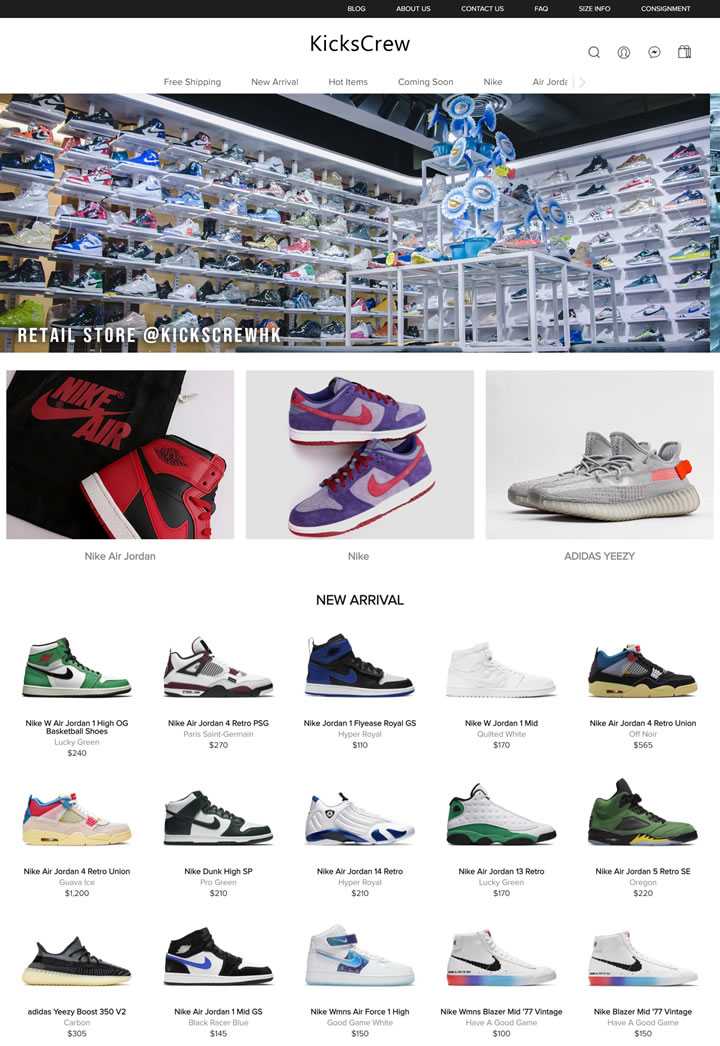 BLOG
ABOUT US
CONTACT US
FAQ
SIZE INFO
CONSIGNMENT
KicksCrew
Free Shipping
New Arrival
Hot Items
Coming Soon
Nike
Air Jorda
RETAIL STORE @KICKSCREWHK
NIKE
AIR
Nike Air Jordan
Nike
ADIDAS YEEZY
NEW ARRIVAL
Nike W Air Jordan 1 High OG
Basketball Shoes
Lucky Green
$240
Nike Air Jordan 4 Retro PSG
Paris Saint-Germain
$270
Nike Jordan 1 Flyease Royal GS
Hyper Royal
$110
Nike W Jordan 1 Mid
Quilted White
$170
Nike Air Jordan 4 Retro Union
Off Noir
$565
Nike Air Jordan 4 Retro Union
Guava Ice
$1,200
Nike Dunk High SP
Pro Green
$210
Nike Air Jordan 14 Retro
Hyper Royal
$210
Nike Air Jordan 13 Retro
Lucky Green
$170
Nike Air Jordan 5 Retro SE
Oregon
$220
adidas Yeezy Boost 350 V2
Carbon
$305
Nike Air Jordan 1 Mid GS
Black Racer Blue
$145
Nike Wmns Air Force 1 High
Good Game White
$150
Nike Wmns Blazer Mid '77 Vintage
Have A Good Game
$100
Nike Blazer Mid '77 Vintage
Have A Good Game
$150